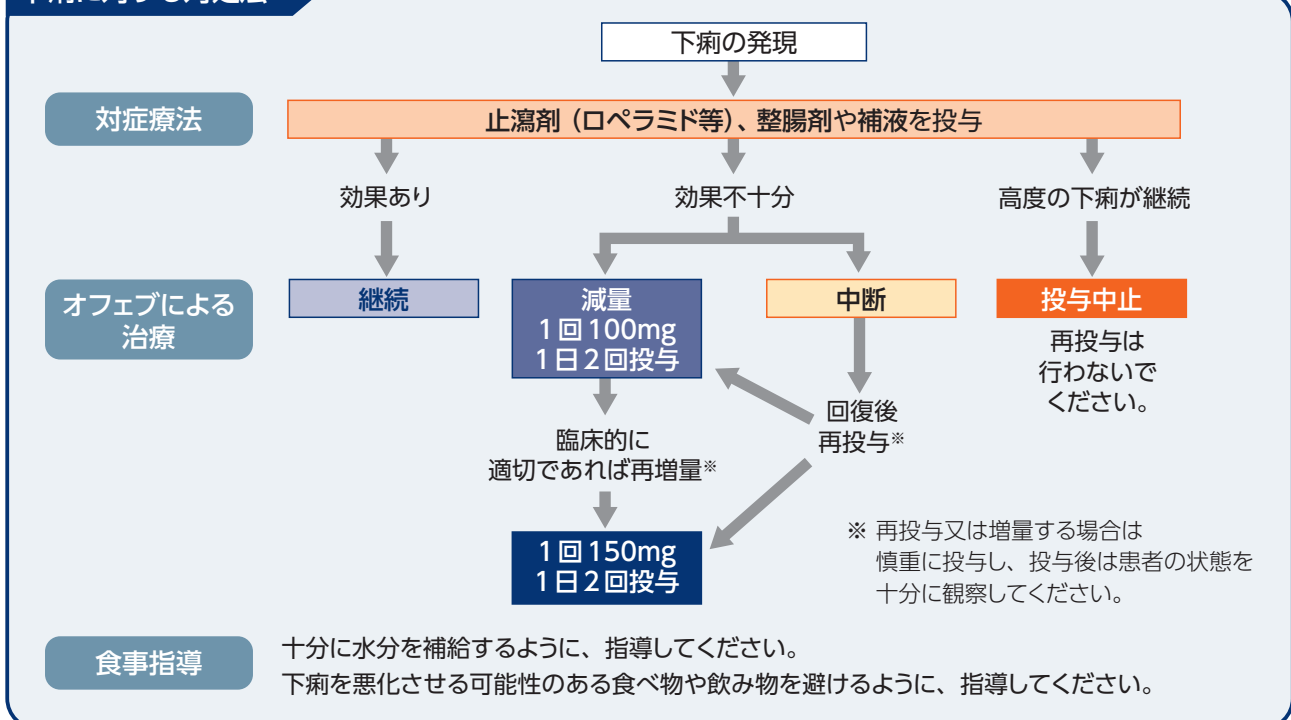 下痢に対する対処法
下痢の発現
対症療法
止瀉剤（ロペラミド等）、整腸剤や補液を投与
効果あり
効果不十分
高度の下痢が継続
オフェブによる
治療
継続
減量
1回100mg
1日2回投与
中断
投与中止
再投与は
行わないで
ください。
回復後
再投与※
臨床的に
適切であれば再増量※
1回150mg
1日2回投与
※ 再投与又は増量する場合は
慎重に投与し、投与後は患者の状態を
十分に観察してください。
食事指導
十分に水分を補給するように、指導してください。
下痢を悪化させる可能性のある食べ物や飲み物を避けるように、指導してください。